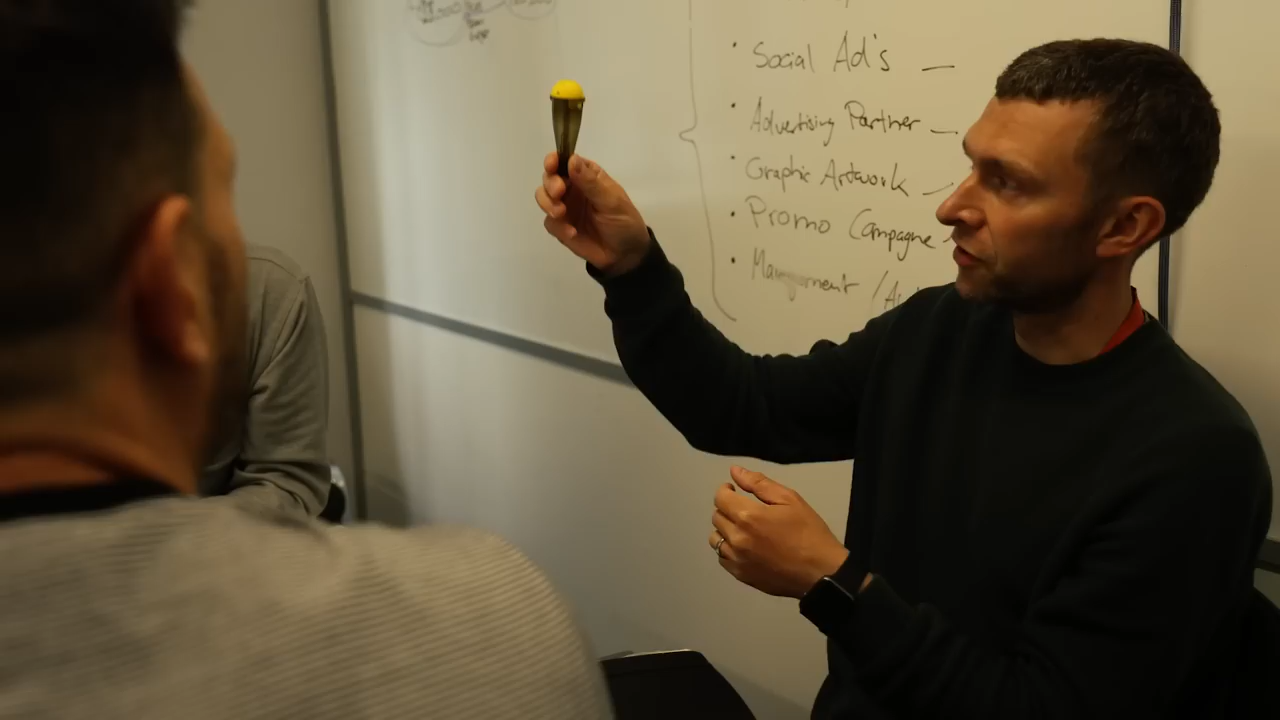 • Social Ad's —
• Advertising Partner —
• Graphic Artwork —
• Promo Campagne
• Management /